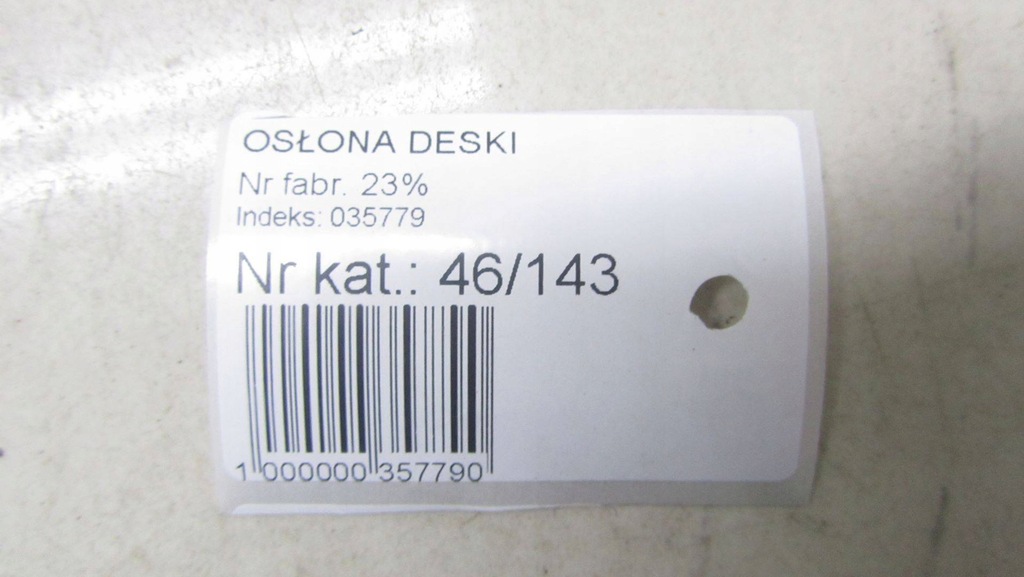 OSŁONA DESKI
Nr fabr. 23%
Indeks: 035779
Nr kat.: 46/143
1 000000 357790